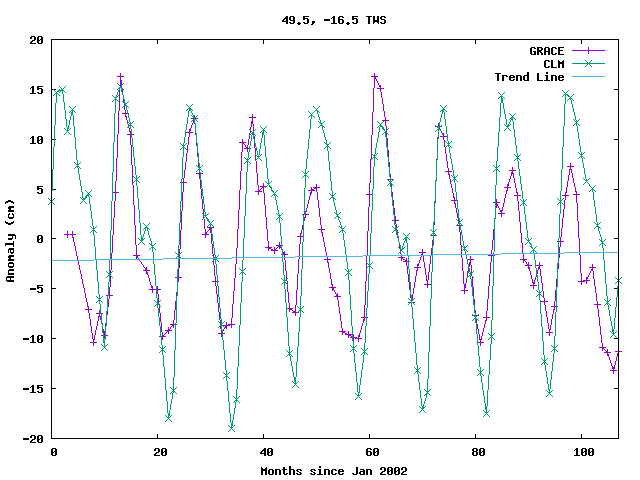 49.5, -16.5 TWS
20
15
10
5
0
-5
-10
-15
-20
Anomaly (cm)
GRACE
CLM
Trend Line
0 20 40 60 80 100
Months since Jan 2002